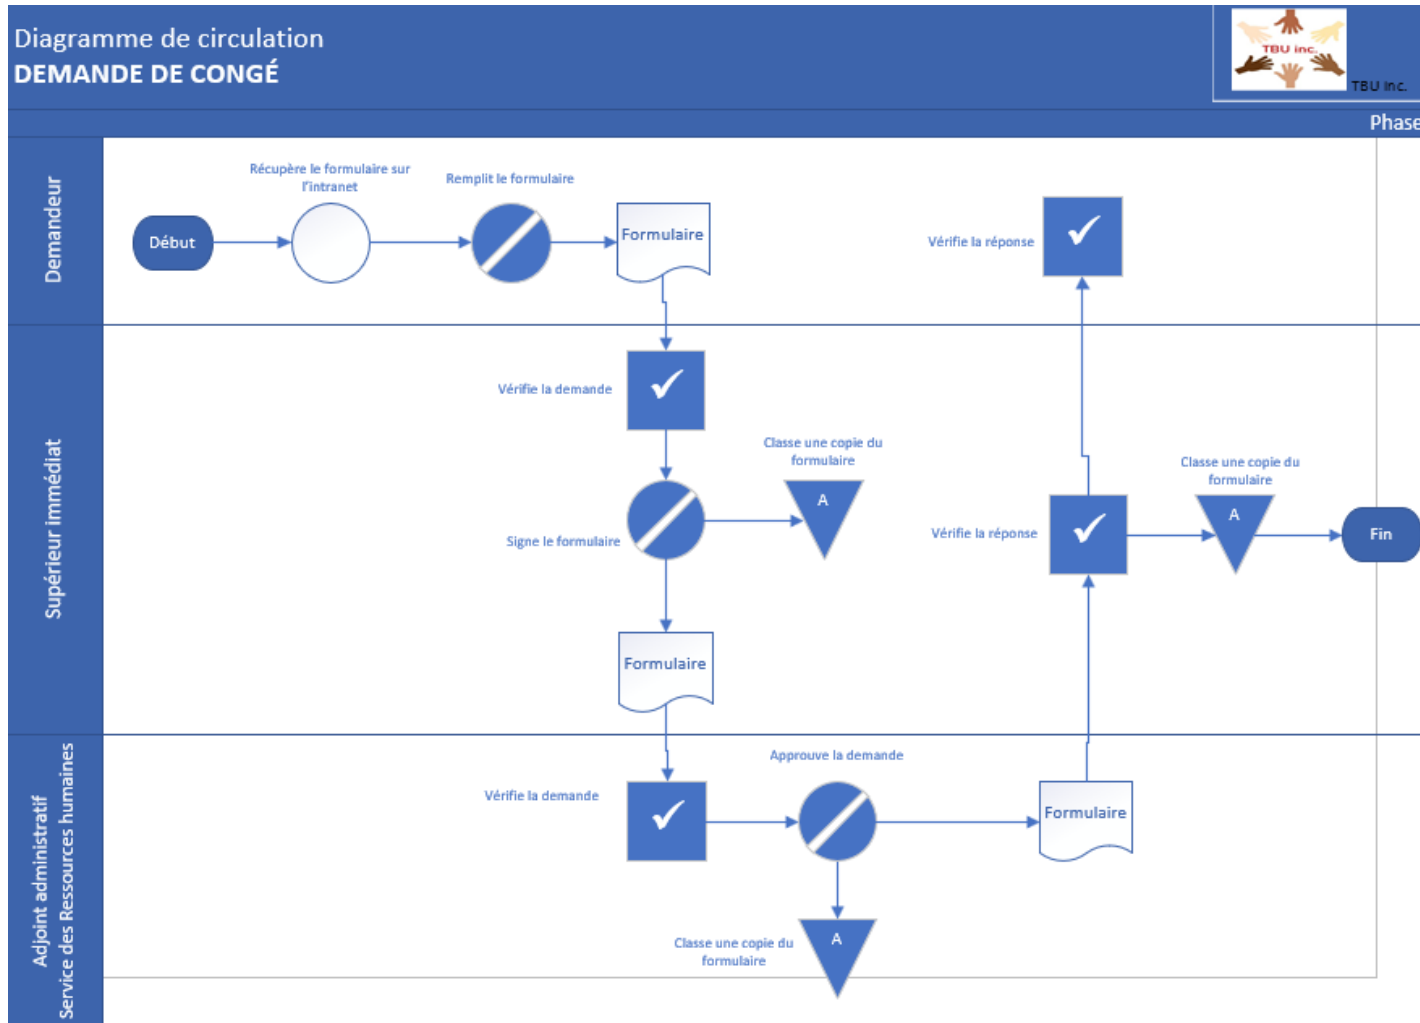 Diagramme de circulation
DEMANDE DE CONGÉ
TBU inc.
TBU Inc.
Phase
Demandeur
Récupère le formulaire sur
l'intranet
Remplit le formulaire
Début
Formulaire
Vérifie la réponse
Supérieur immédiat
Vérifie la demande
Classe une copie du
formulaire
A
Signe le formulaire
Formulaire
Vérifie la réponse
Classe une copie du
formulaire
A
Fin
Adjoint administratif
Service des Ressources humaines
Vérifie la demande
Approuve la demande
Formulaire
Classe une copie du
formulaire
A